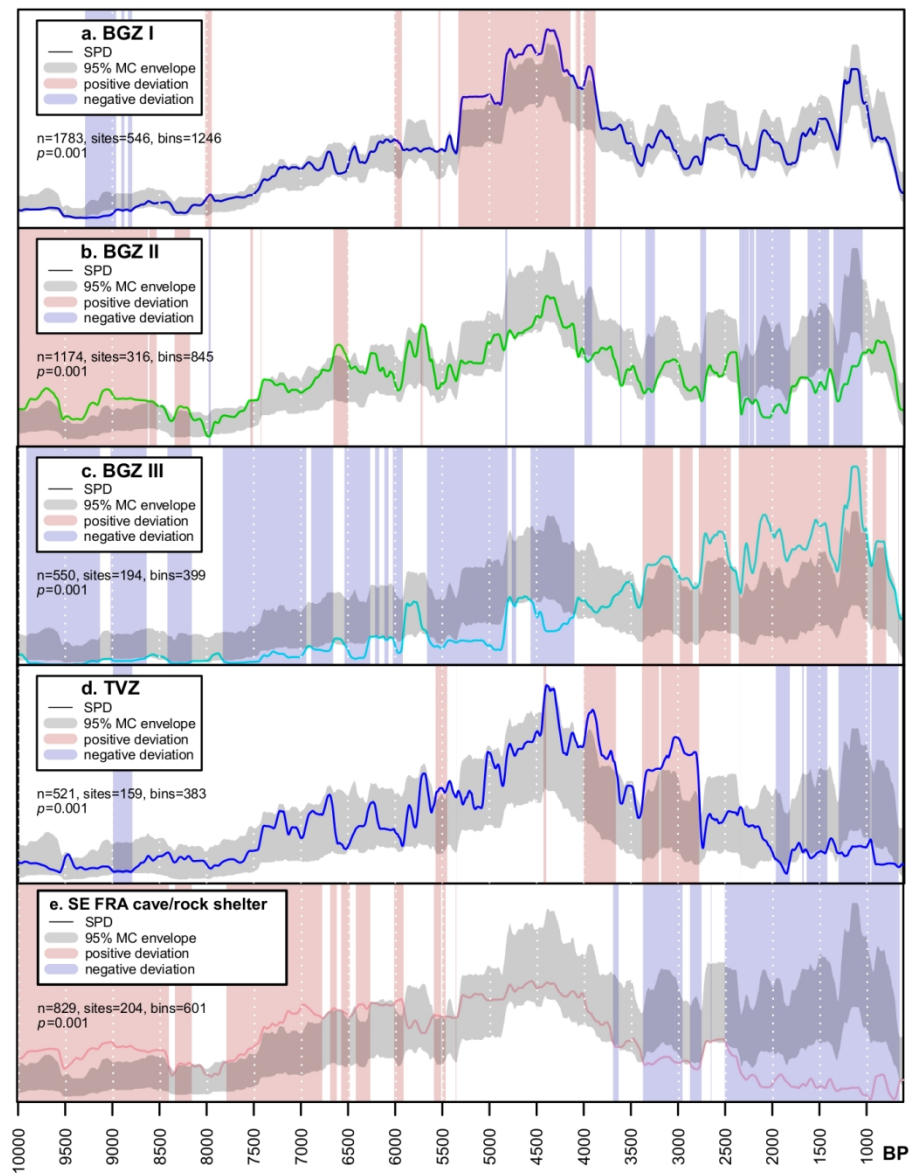 a. BGZ I
SPD
95% MC envelope
positive deviation
negative deviation
n=1783, sites=546, bins=1246
p=0.001
b. BGZ II
SPD
95% MC envelope
positive deviation
negative deviation
n=1174, sites=316, bins=845
p=0.001
c. BGZ III
SPD
95% MC envelope
positive deviation
negative deviation
n=550, sites=194, bins=399
p=0.001
d. TVZ
SPD
95% MC envelope
positive deviation
negative deviation
n=521, sites=159, bins=383
p=0.001
e. SE FRA cave/rock shelter
SPD
95% MC envelope
positive deviation
negative deviation
n=829, sites=204, bins=601
p=0.001
10000 9500 9000 8500 8000 7500 7000 6500 6000 5500 5000 4500 4000 3500 3000 2500 2000 1500 1000 BP